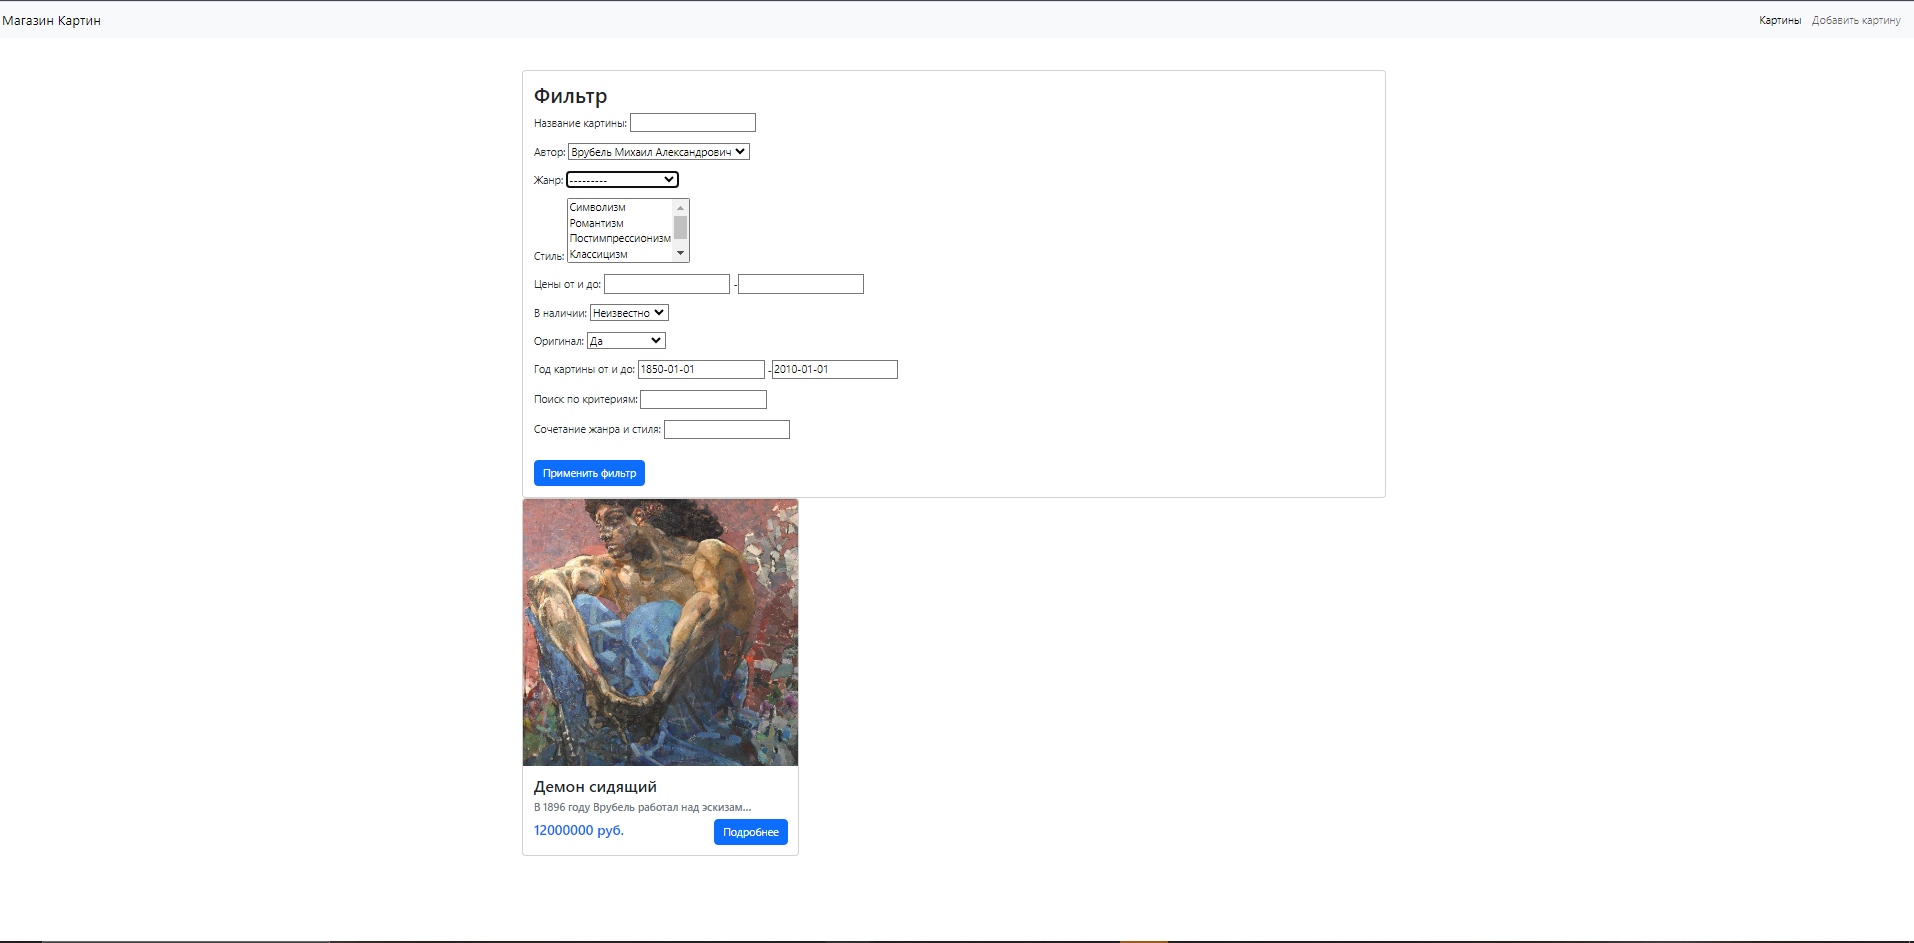 Магазин Картин
Картины Добавить картину
Фильтр
Название картины:
Автор: Врубель Михаил Александрович
Жанр: ---------
Символизм
Романтизм
Постимпрессионизм
Классицизм
Стиль:
Цены от и до: -
В наличии: Неизвестно
Оригинал: Да
Год картины от и до: 1850-01-01 - 2010-01-01
Поиск по критериям:
Сочетание жанра и стиля:
Применить фильтр
Демон сидящий
В 1896 году Врубель работал над эскизам...
12000000 руб. Подробнее